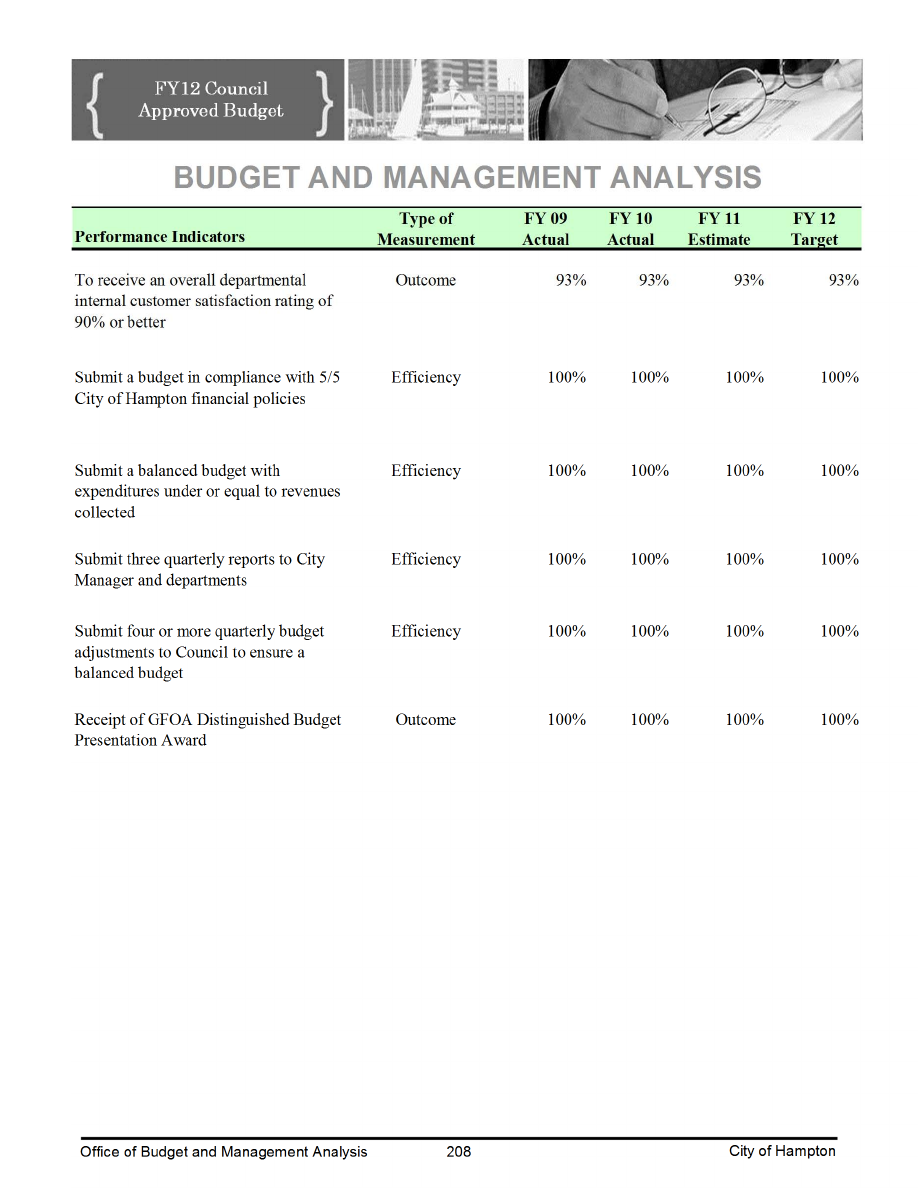 FY12 Council
Approved Budget
BUDGET AND MANAGEMENT ANALYSIS
Performance Indicators Type of Measurement FY 09 Actual FY 10 Actual FY 11 Estimate FY 12 Target
To receive an overall departmental Outcome 93% 93% 93% 93%
internal customer satisfaction rating of
90% or better
Submit a budget in compliance with 5/5 Efficiency 100% 100% 100% 100%
City of Hampton financial policies
Submit a balanced budget with Efficiency 100% 100% 100% 100%
expenditures under or equal to revenues
collected
Submit three quarterly reports to City Efficiency 100% 100% 100% 100%
Manager and departments
Submit four or more quarterly budget Efficiency 100% 100% 100% 100%
adjustments to Council to ensure a
balanced budget
Receipt of GFOA Distinguished Budget Outcome 100% 100% 100% 100%
Presentation Award
Office of Budget and Management Analysis 208 City of Hampton